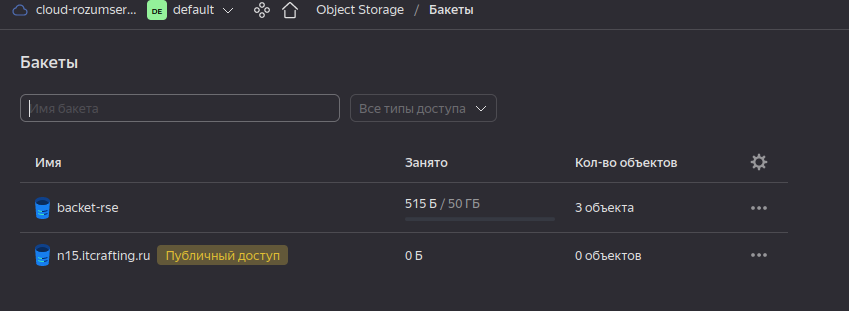 cloud-rozumser... DE default Object Storage / Бакеты
Бакеты
Имя бакета Все типы доступа
Имя Занято Кол-во объектов
backet-rse 515 Б / 50 ГБ 3 объекта
n15.itcrafting.ru Публичный доступ 0 Б 0 объектов